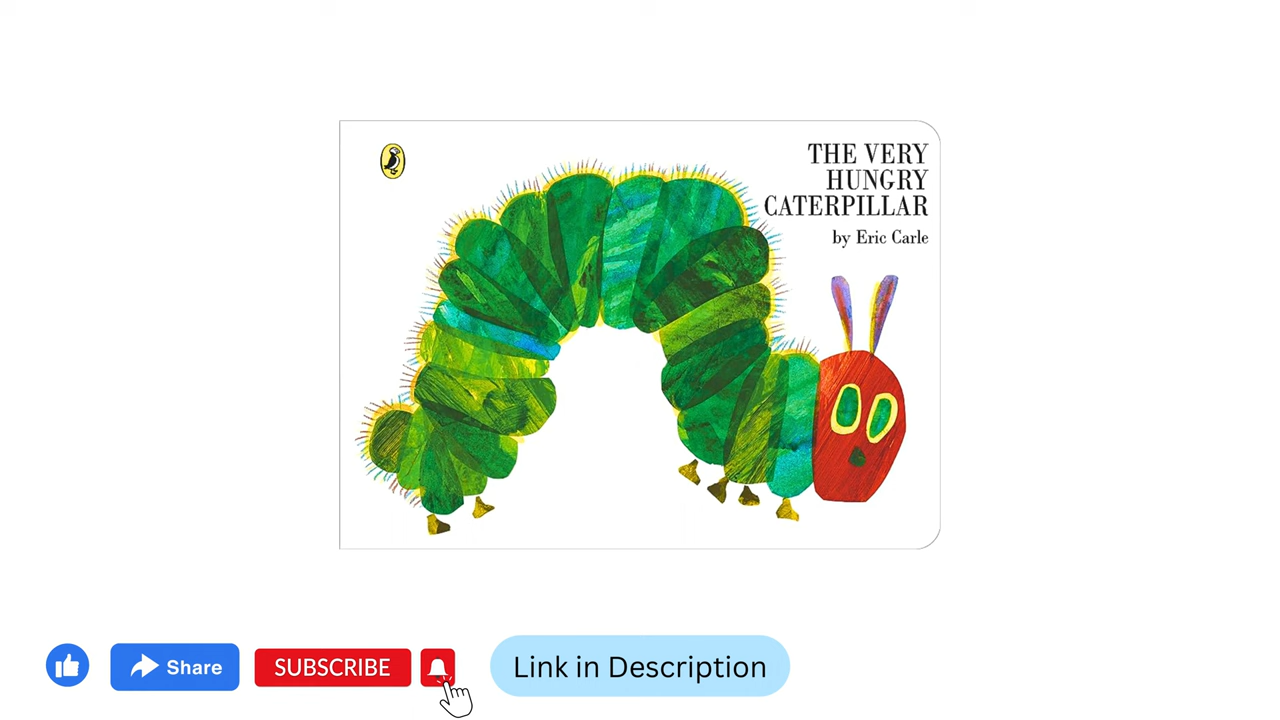 THE VERY
HUNGRY
CATERPILLAR
by Eric Carle
Share
SUBSCRIBE
Link in Description